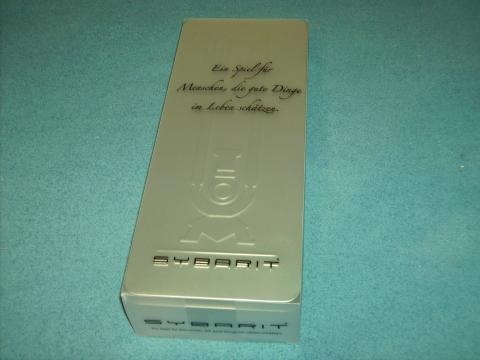 Ein Spiel für
Menschen, die gute Dinge
im Leben schätzen.
SYBARIT
SYBARIT